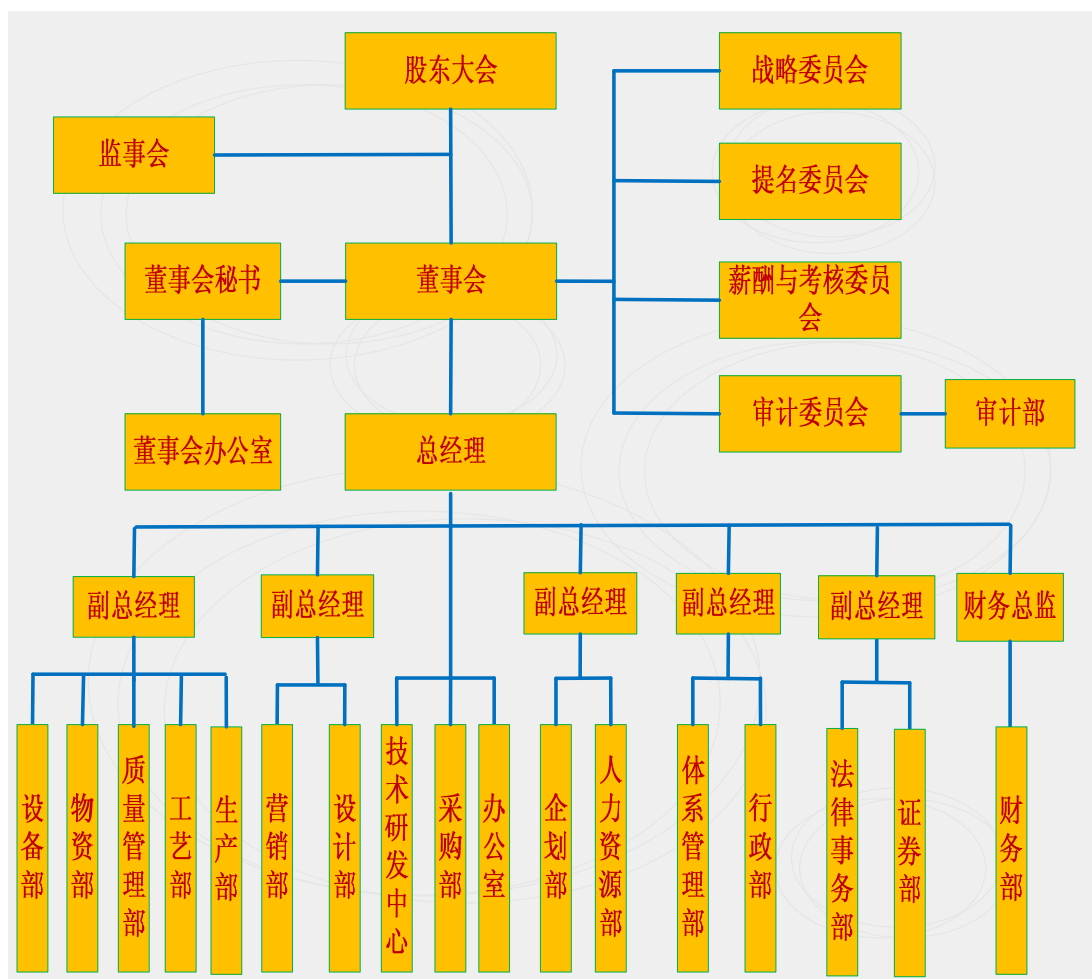 股东大会
战略委员会
监事会
提名委员会
董事会秘书
董事会
薪酬与考核委员
会
董事会办公室
总经理
审计委员会
审计部
副总经理
副总经理
副总经理
副总经理
副总经理
财务总监
设备部
物资部
质量管理部
工艺部
生产部
营销部
设计部
技术研发中心
采购部
办公室
企划部
人力资源部
体系管理部
行政部
法律事务部
证券部
财务部